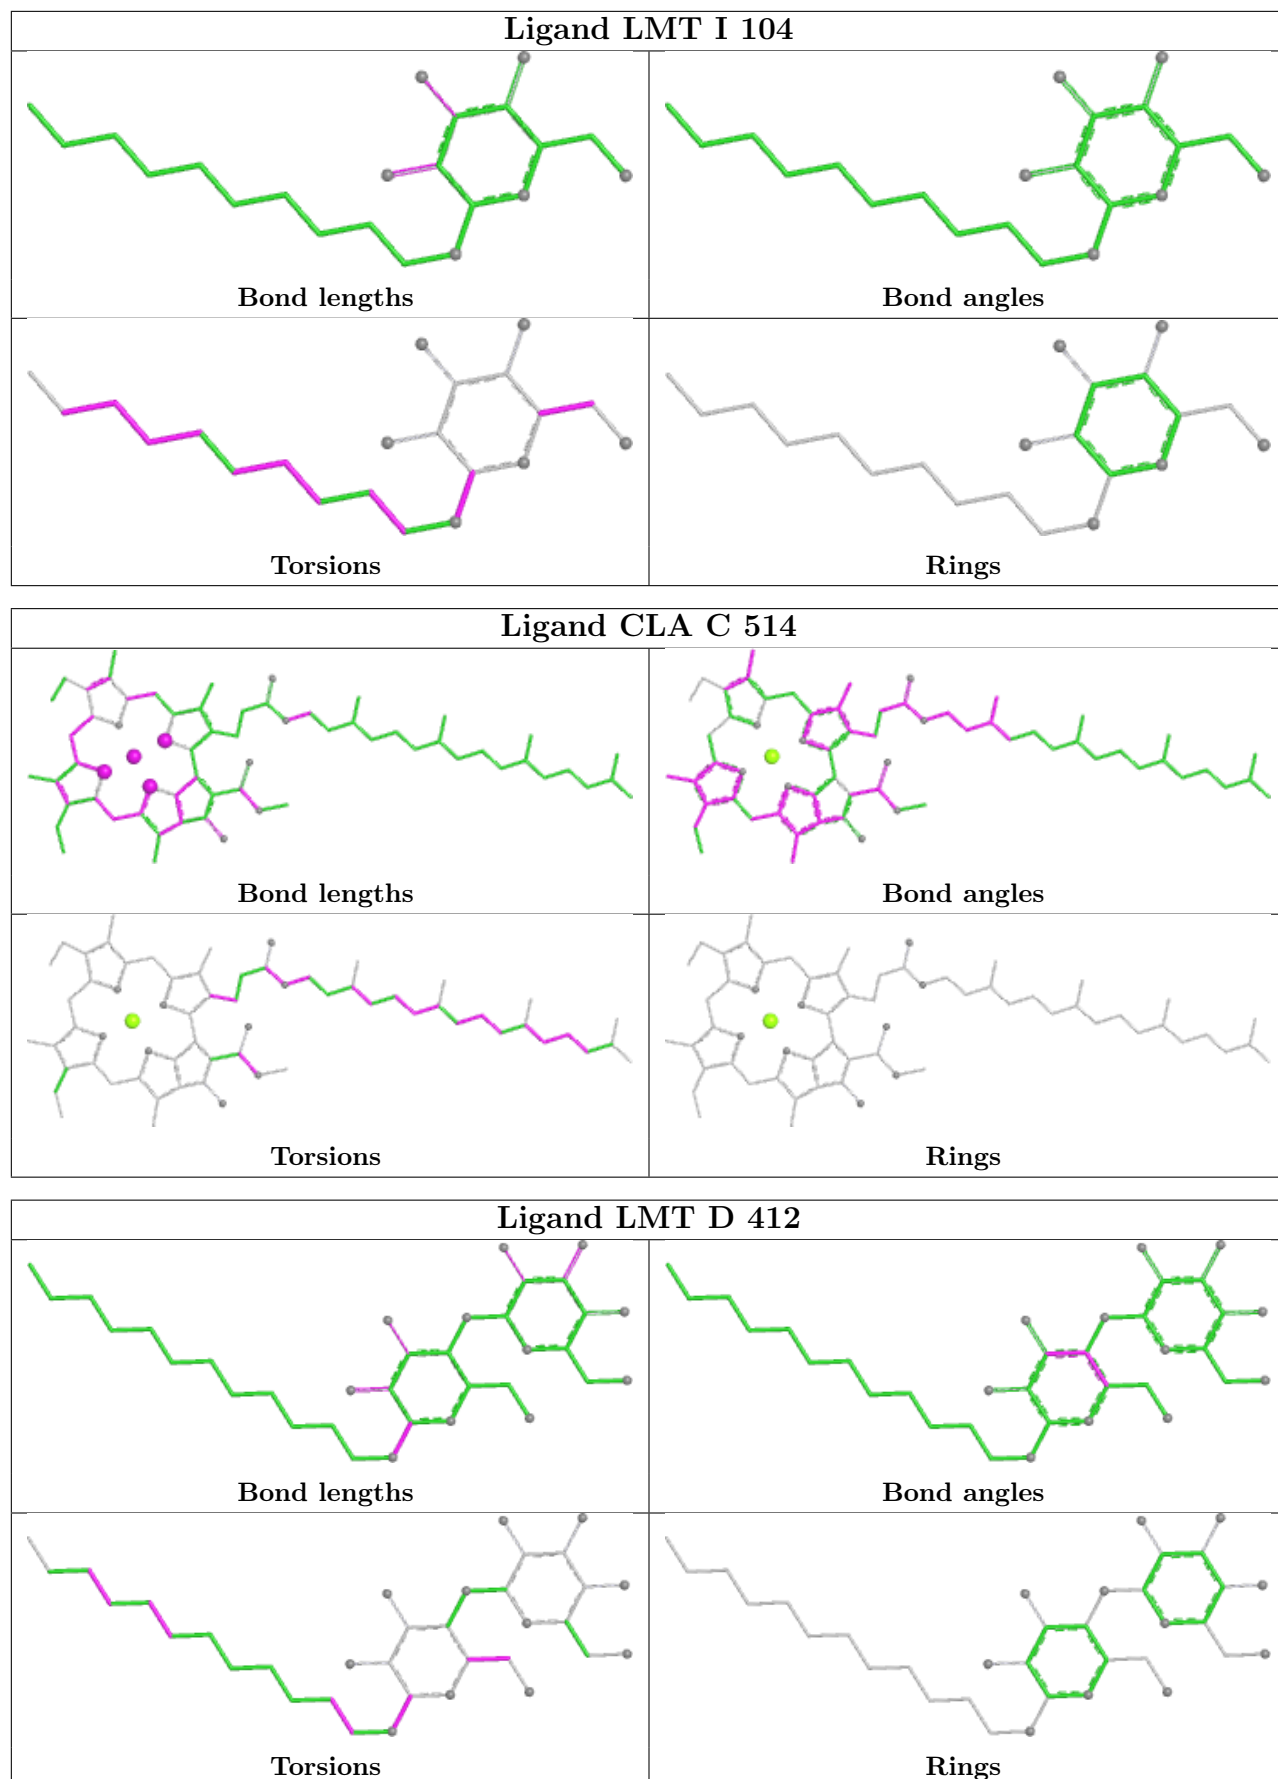 Ligand LMT I 104
Bond lengths
Bond angles
Torsions
Rings
Ligand CLA C 514
Bond lengths
Bond angles
Torsions
Rings
Ligand LMT D 412
Bond lengths
Bond angles
Torsions
Rings